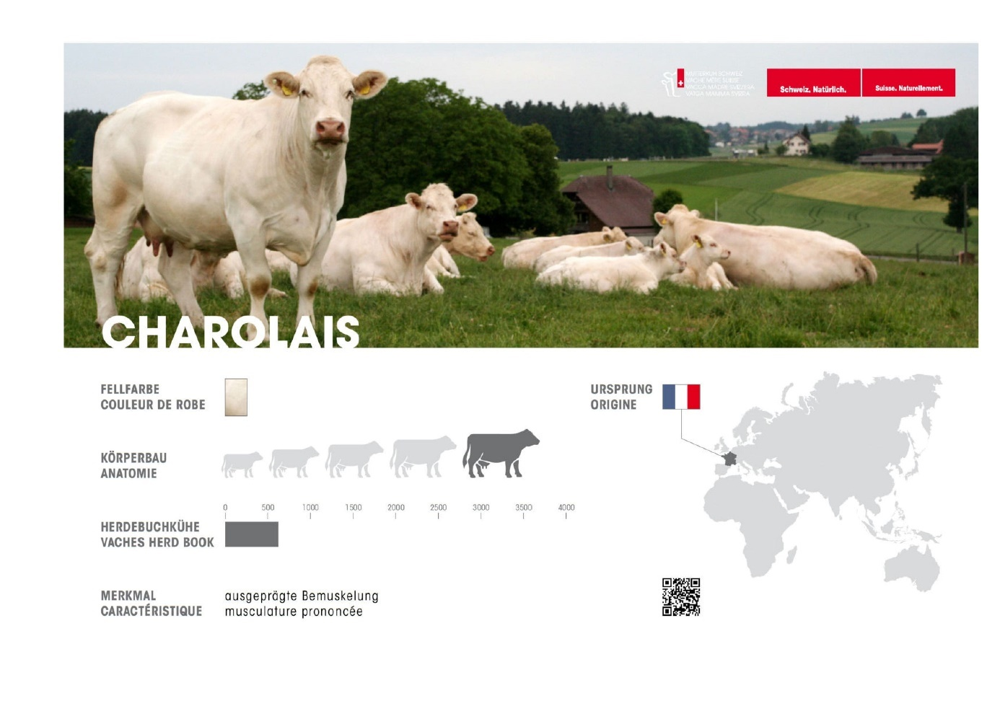 MUTTERKUH SCHWEIZ
VACHE MÈRE SUISSE
VACCA MADRE SVIZZERA
VATGA MAMMA SVIZRA
Schweiz. Natürlich.
Suisse. Naturellement.
CHAROLAIS
FELLFARBE
COULEUR DE ROBE
URSPRUNG
ORIGINE
KÖRPERBAU
ANATOMIE
0 500 1000 1500 2000 2500 3000 3500 4000
HERDEBUCHKÜHE
VACHES HERD BOOK
MERKMAL
CARACTÉRISTIQUE
ausgeprägte Bemuskelung
musculature prononcée